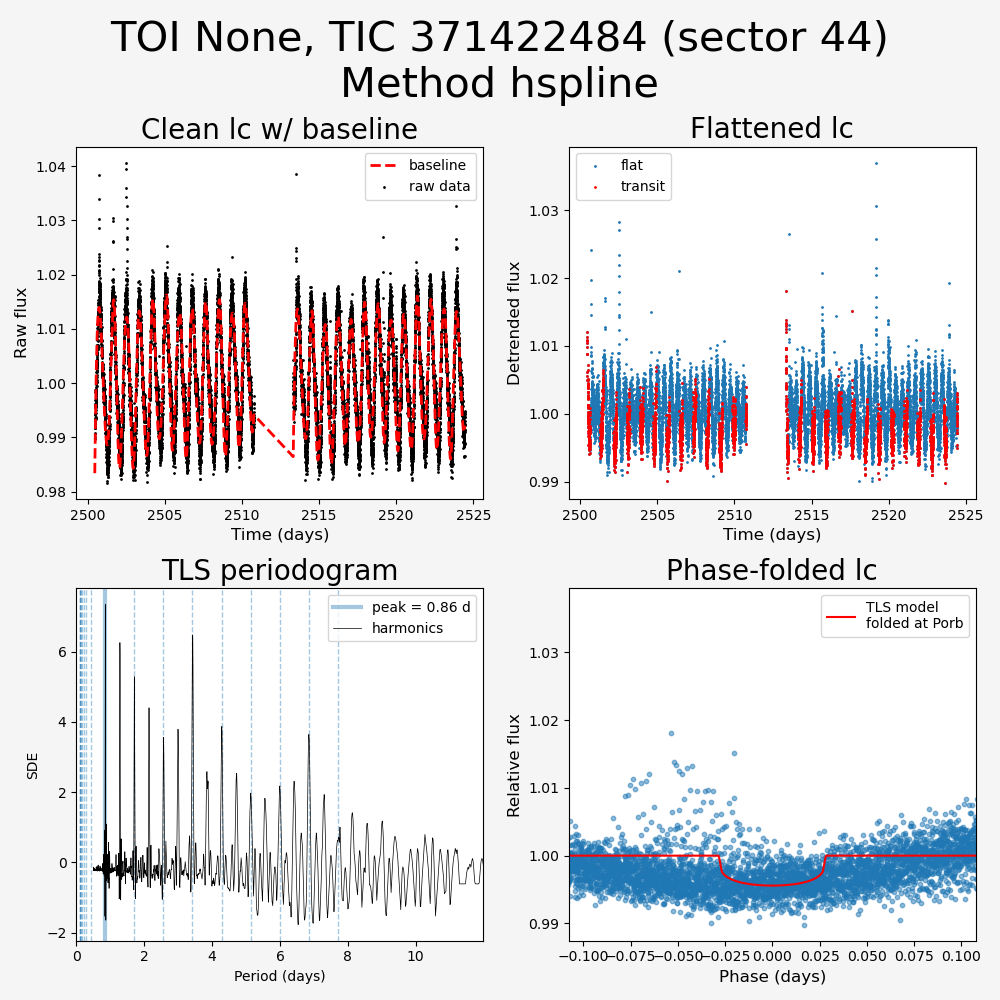 TOI None, TIC 371422484 (sector 44)
Method hspline
Clean lc w/ baseline
Raw flux
1.04
1.03
1.02
1.01
1.00
0.99
0.98
baseline
raw data
2500
2505
2510
2515
2520
2525
Time (days)
Flattened lc
Detrended flux
1.03
1.02
1.01
1.00
0.99
flat
transit
2500
2505
2510
2515
2520
2525
Time (days)
TLS periodogram
SDE
6
4
2
0
−2
peak = 0.86 d
harmonics
0
2
4
6
8
10
Period (days)
Phase-folded lc
Relative flux
1.03
1.02
1.01
1.00
0.99
TLS model
folded at Porb
−0.100
−0.075
−0.050
−0.025
0.000
0.025
0.050
0.075
0.100
Phase (days)